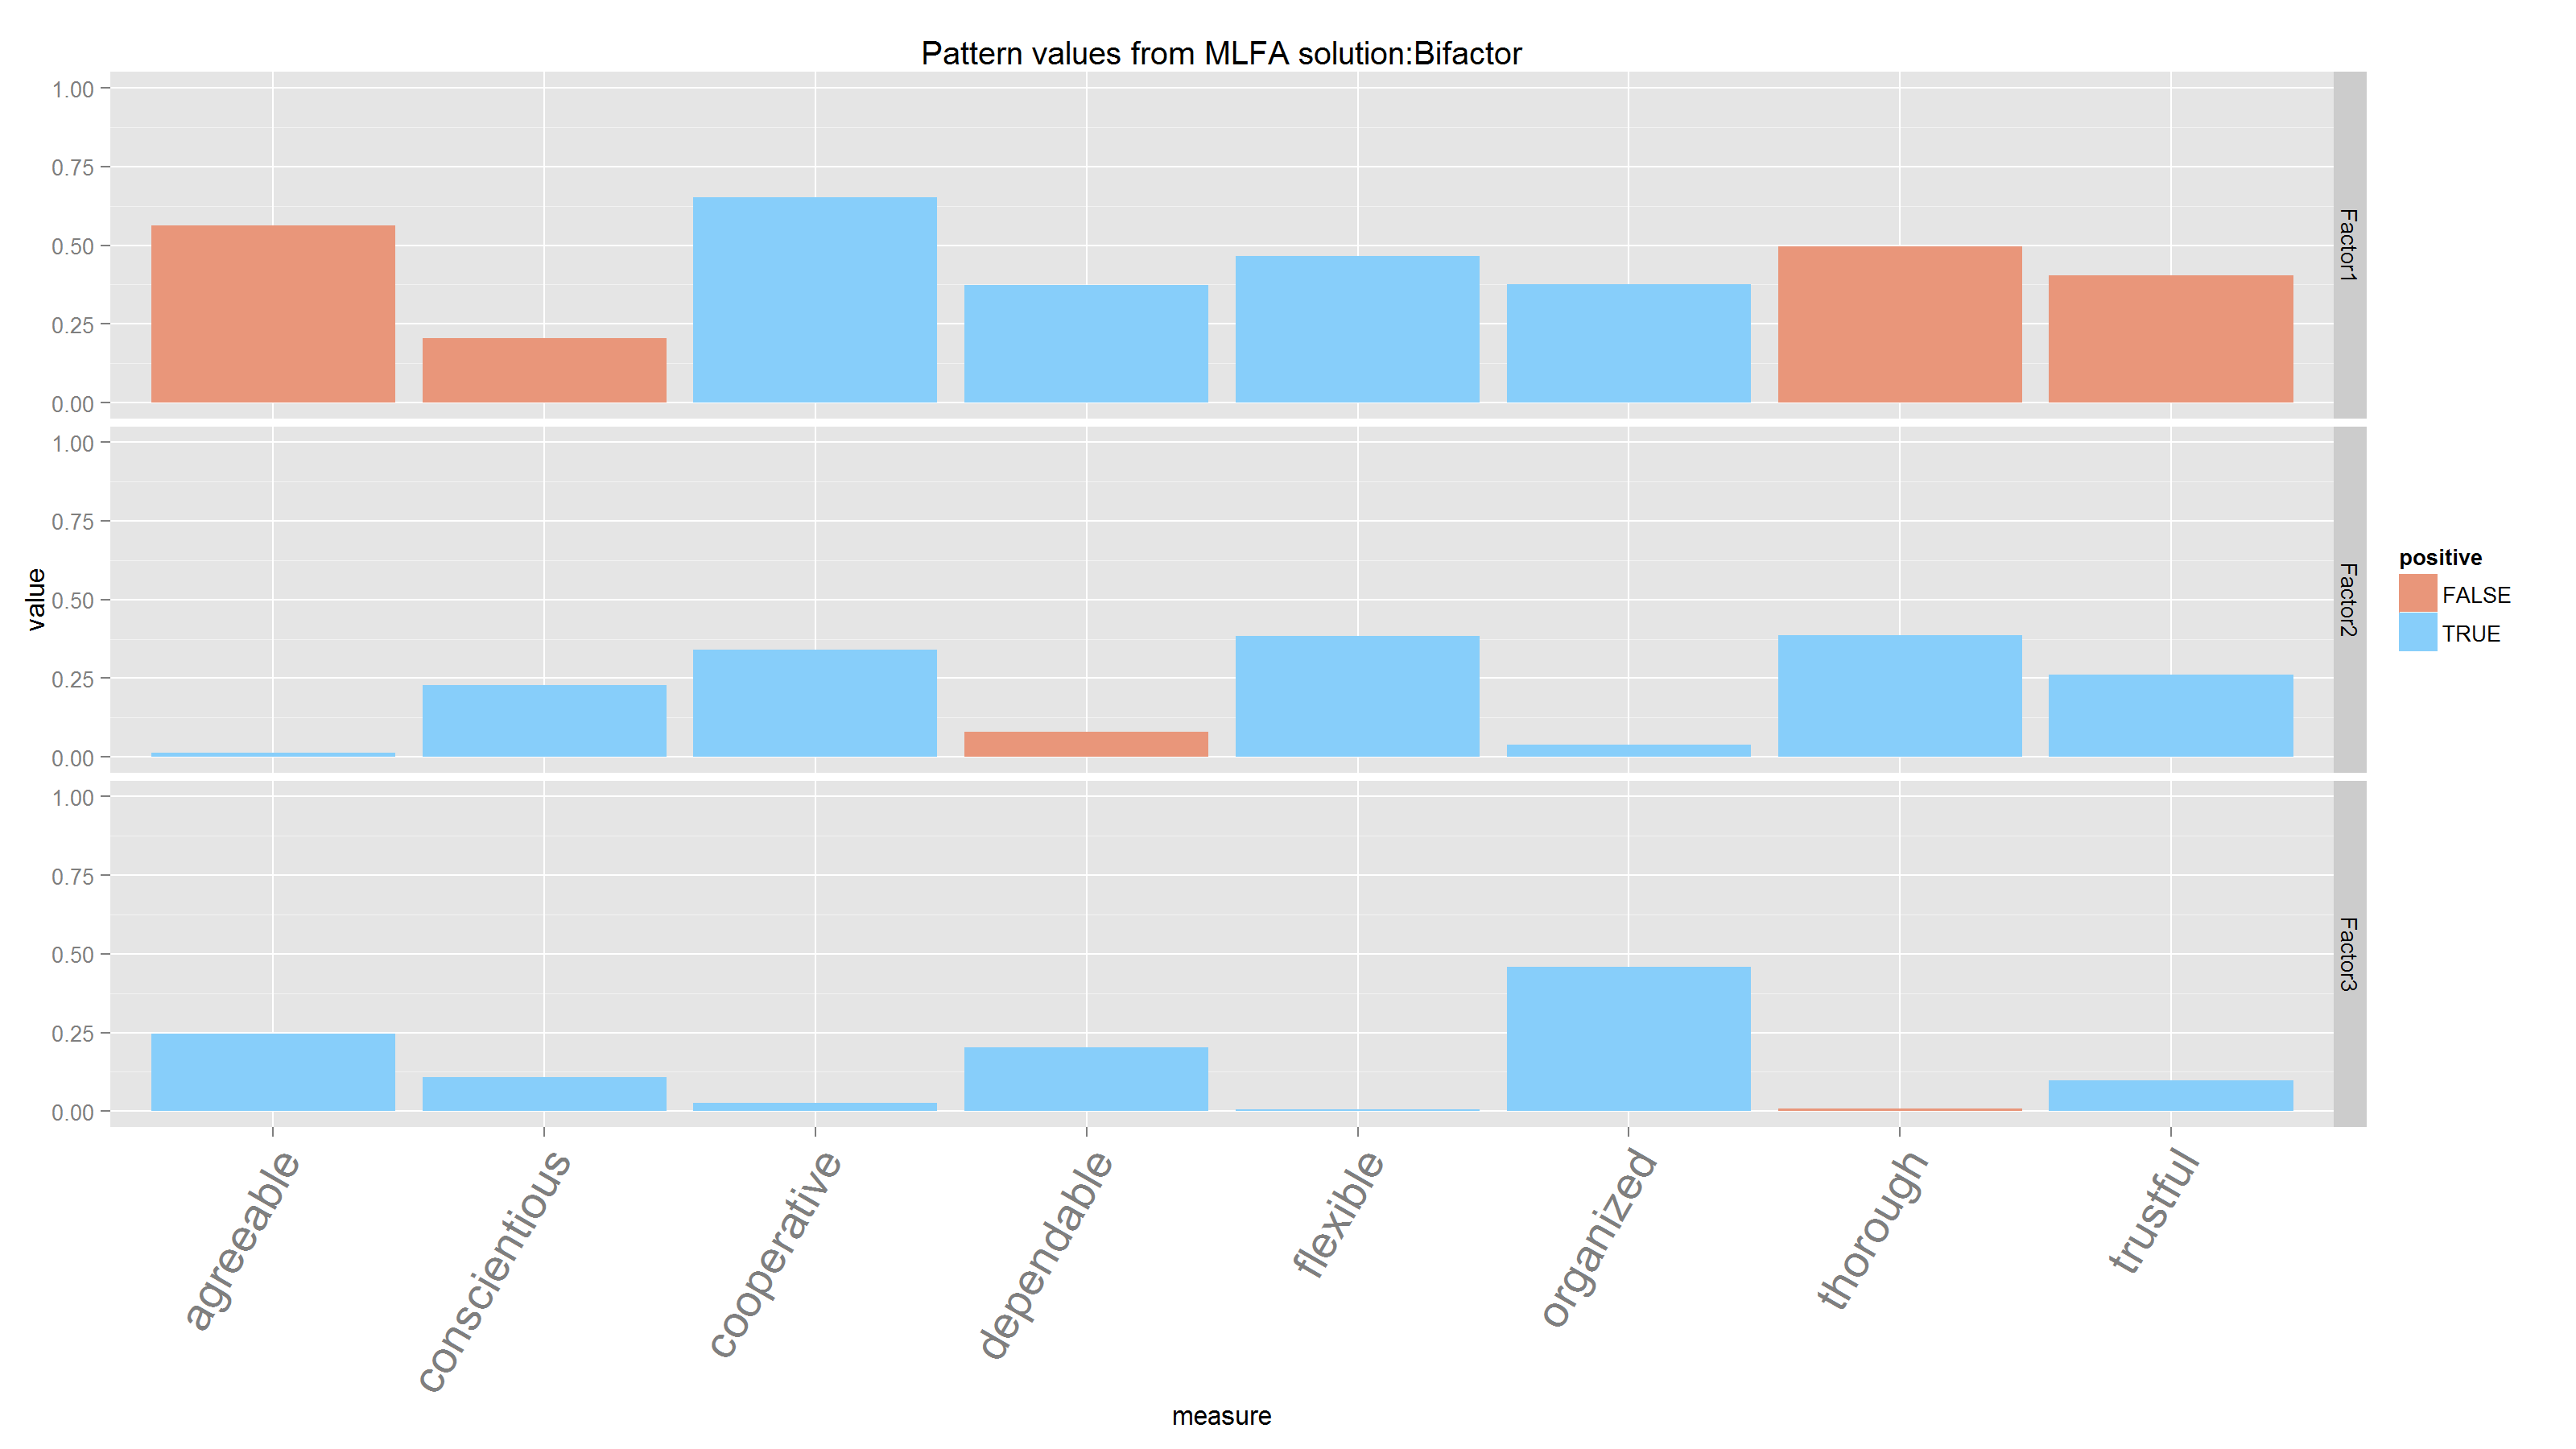 Pattern values from MLFA solution:Bifactor
1.00
0.75
0.50
0.25
0.00
Factor1
1.00
0.75
0.50
0.25
0.00
Factor2
1.00
0.75
0.50
0.25
0.00
Factor3
value
agreeable
conscientious
cooperative
dependable
flexible
organized
thorough
trustful
measure
positive
FALSE
TRUE